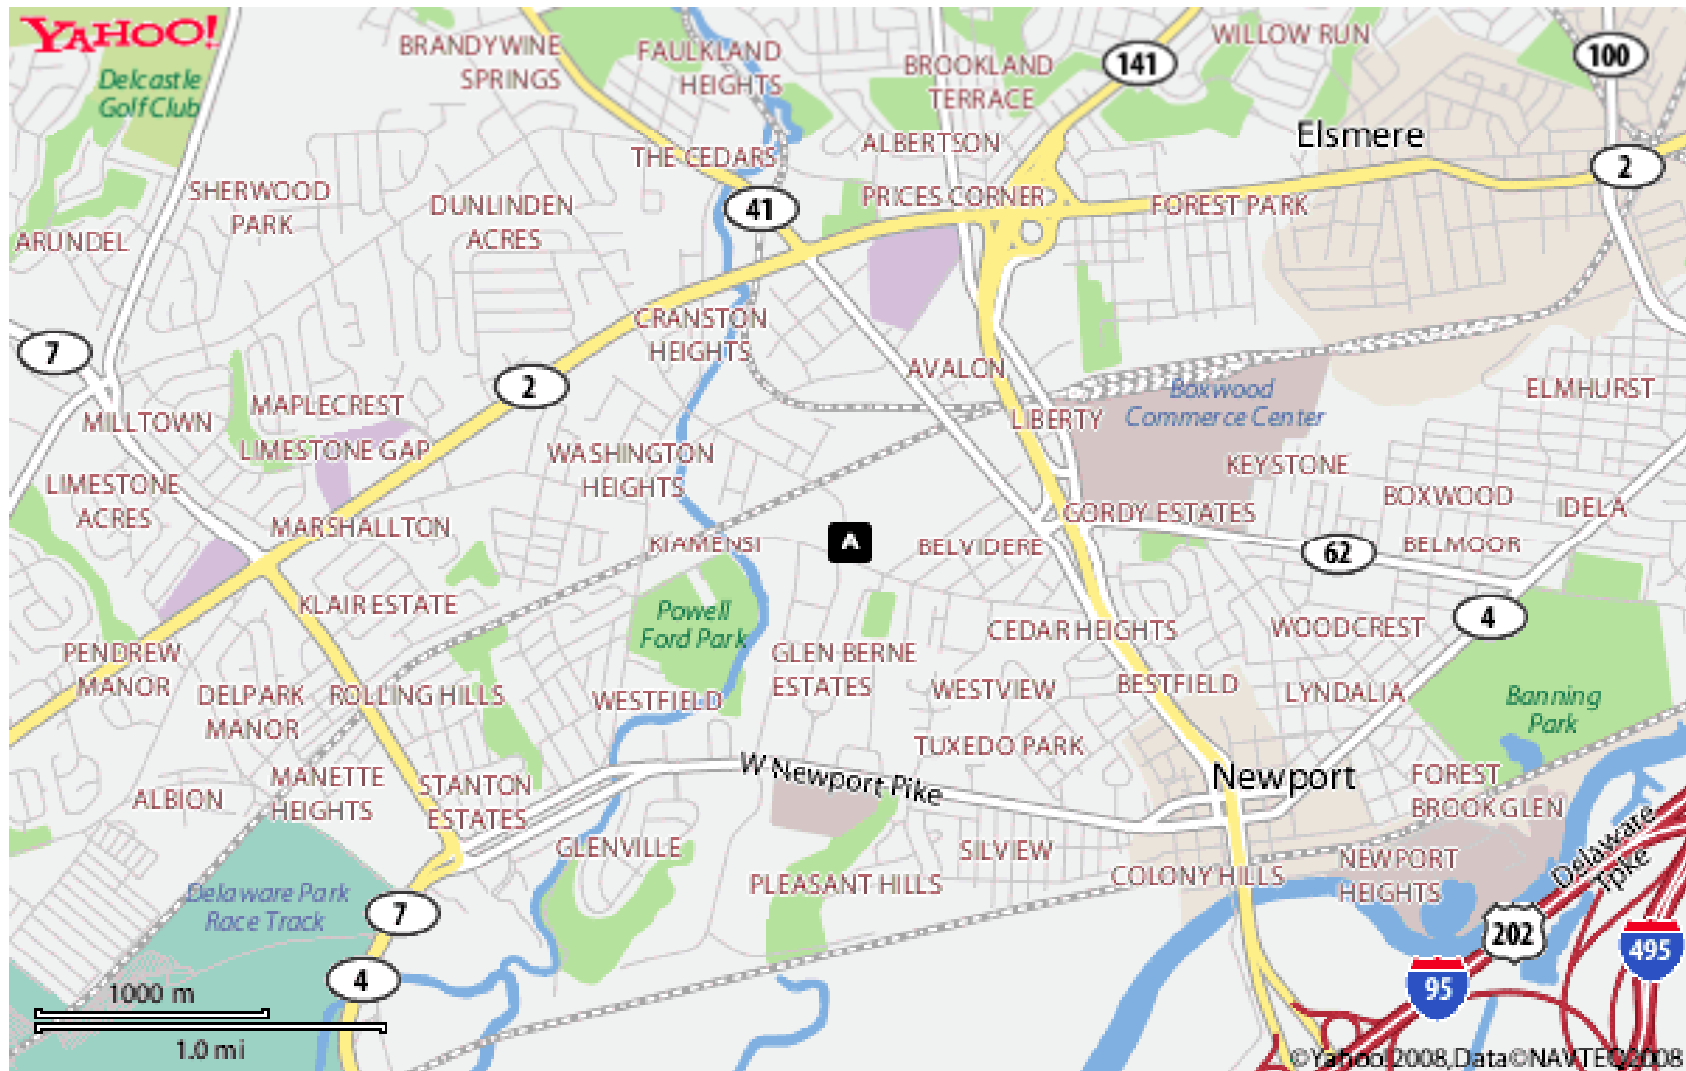 YAHOO!
Delcastle
Golf Club
BRANDYWINE
SPRINGS
FAULKLAND
HEIGHTS
BROOKLAND
TERRACE
141
WILLOW RUN
100
Elsmere
ALBERTSON
THE CEDARS
2
SHERWOOD
PARK
DUNLINDEN
ACRES
41
PRICES CORNER
FOREST PARK
ARUNDEL
CRANSTON
HEIGHTS
7
2
AVALON
Boxwood
Commerce Center
ELMHURST
MILLTOWN
MAPLECREST
LIMESTONE GAP
LIBERTY
WASHINGTON
HEIGHTS
KEYSTONE
LIMESTONE
ACRES
BOXWOOD
IDELA
MARSHALLTON
GORDY ESTATES
KIAMENSI
A
BELVIDERE
62
BELMOOR
KLAIR ESTATE
Powell
Ford Park
4
CEDAR HEIGHTS
WOODCREST
PENDREW
MANOR
GLEN BERNE
ESTATES
DELPARK
MANOR
ROLLING HILLS
WESTFIELD
WESTVIEW
BESTFIELD
LYNDALIA
Banning
Park
TUXEDO PARK
W Newport Pike
Newport
MANETTE
HEIGHTS
STANTON
ESTATES
FOREST
BROOK GLEN
ALBION
GLENVILLE
SILVIEW
NEWPORT
HEIGHTS
Delaware
Tpke
PLEASANT HILLS
COLONY HILLS
Delaware Park
Race Track
7
202
495
4
95
1000 m
1.0 mi
©Yahoo! 2008, Data©NAVTEQ 2008